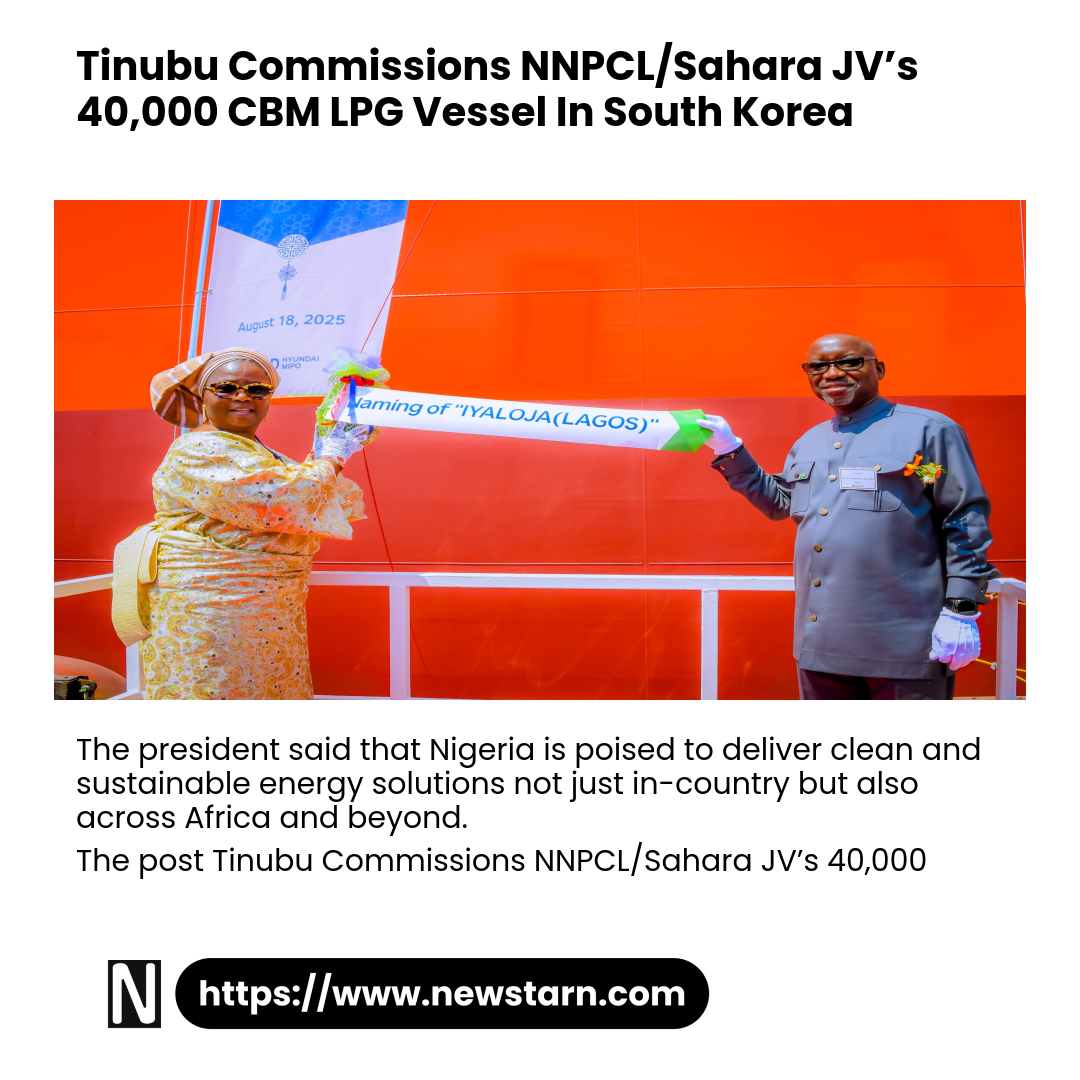 Tinubu Commissions NNPCL/Sahara JV’s
40,000 CBM LPG Vessel In South Korea
August 18, 2025
HYUNDAI
MIPO
Naming of "IYALOJA(LAGOS)"
The president said that Nigeria is poised to deliver clean and
sustainable energy solutions not just in-country but also
across Africa and beyond.
The post Tinubu Commissions NNPCL/Sahara JV’s 40,000
N
https://www.newstarn.com